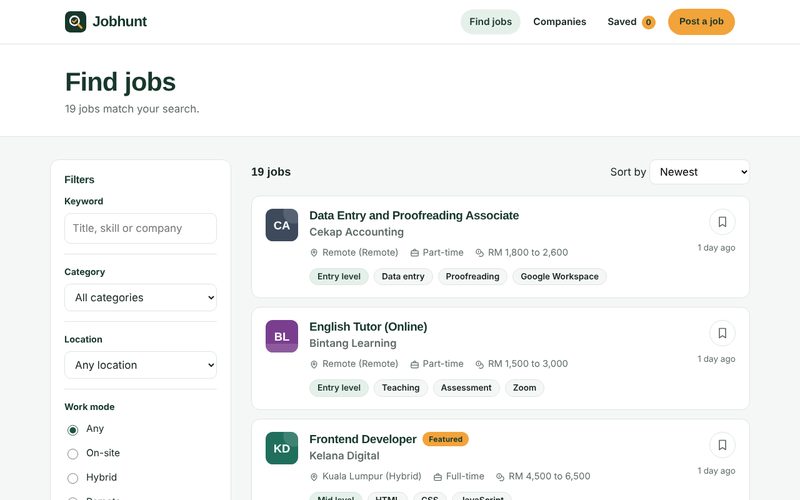 Jobhunt
Find jobs
Companies
Saved 0
Post a job
Find jobs
19 jobs match your search.
Filters
Keyword
Title, skill or company
Category
All categories
Location
Any location
Work mode
Any
On-site
Hybrid
19 jobs
Sort by Newest
CA
Data Entry and Proofreading Associate
Cekap Accounting
Remote (Remote) Part-time RM 1,800 to 2,600
Entry level Data entry Proofreading Google Workspace
1 day ago
BL
English Tutor (Online)
Bintang Learning
Remote (Remote) Part-time RM 1,500 to 3,000
Entry level Teaching Assessment Zoom
1 day ago
KD
Frontend Developer Featured
Kelana Digital
Kuala Lumpur (Hybrid) Full-time RM 4,500 to 6,500
Mid level HTML CSS JavaScript
1 day ago